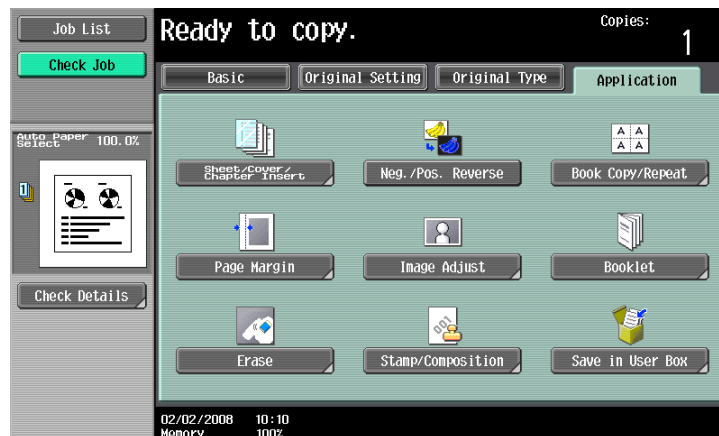 Job List
Check Job
Ready to copy.
Copies:
1
Basic
Original Setting
Original Type
Application
Auto Paper
Select
100.0%
1
Sheet/Cover/
Chapter Insert
Neg./Pos. Reverse
A A
A A
Book Copy/Repeat
Page Margin
Image Adjust
Booklet
Check Details
001
Erase
Stamp/Composition
Save in User Box
02/02/2008 10:10
Memory 100%